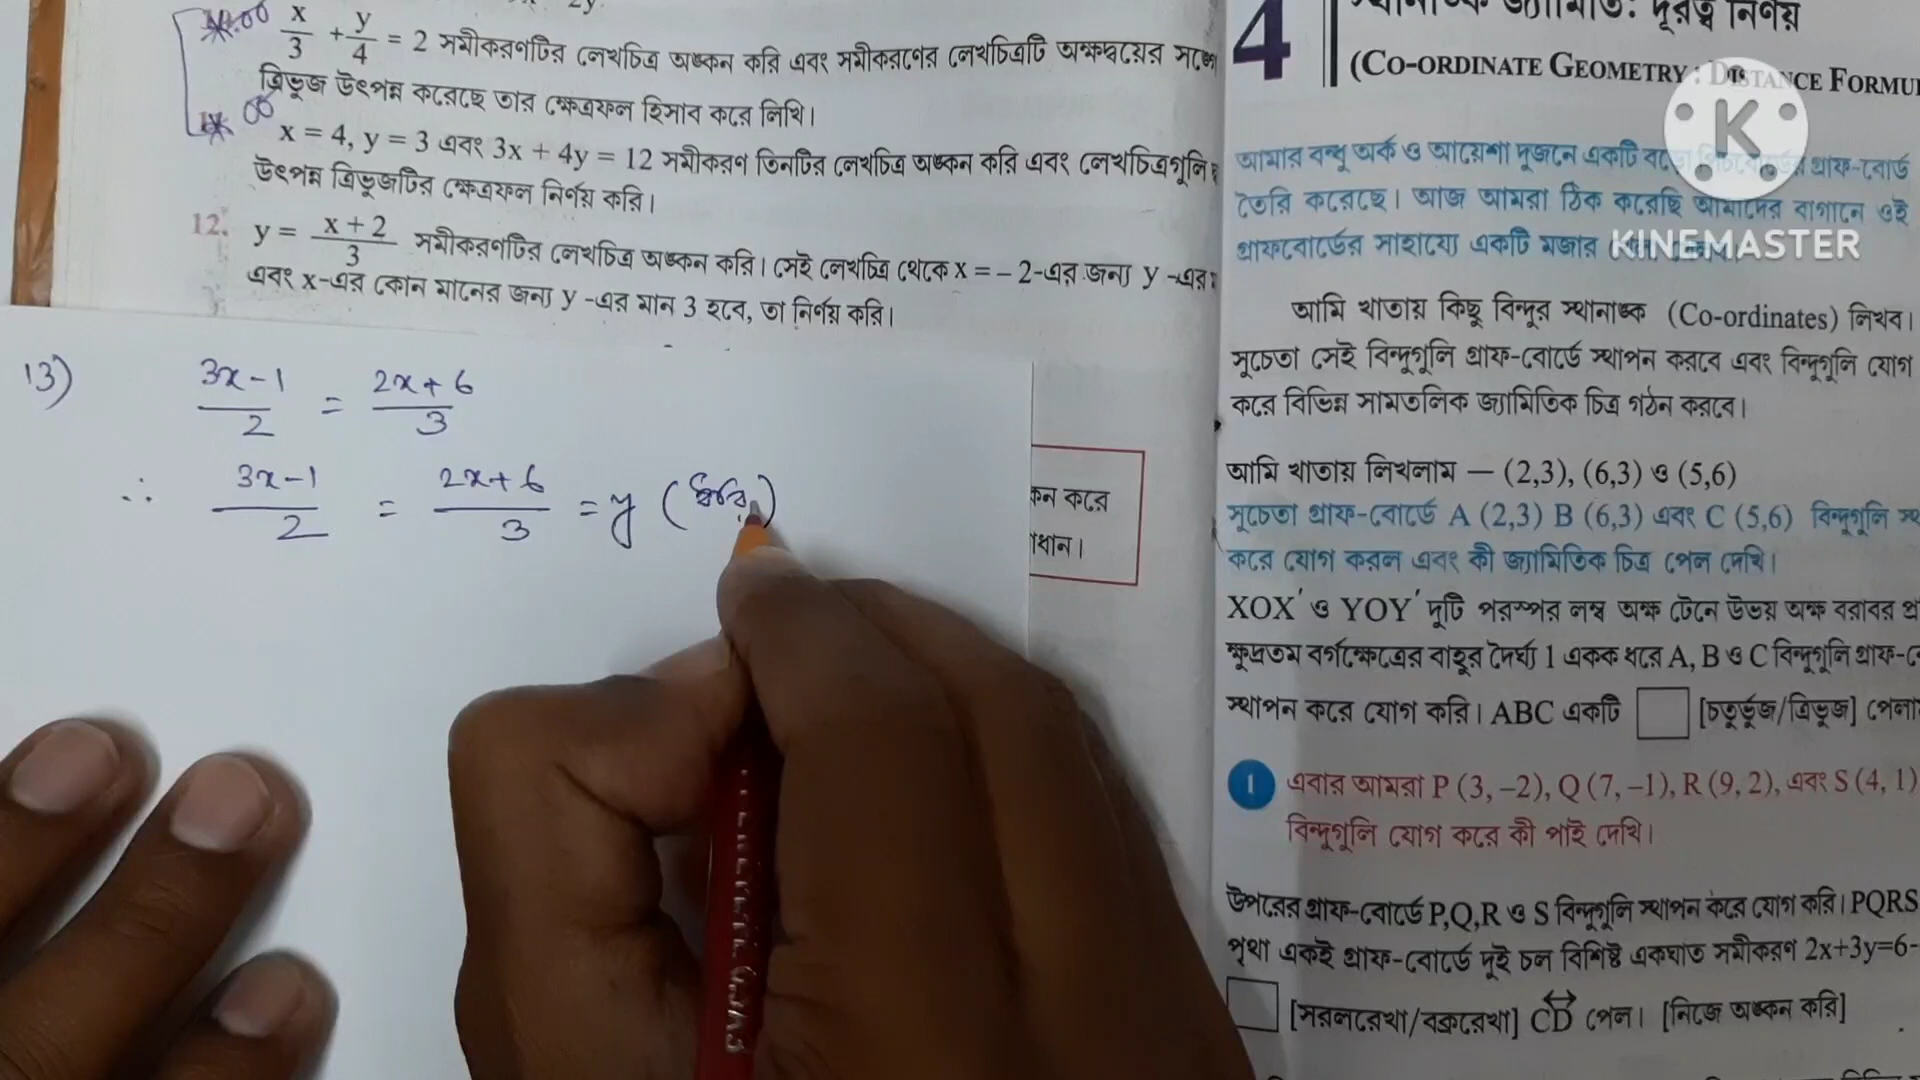 x/3 + y/4 = 2 সমীকরণটির লেখচিত্র অঙ্কন করি এবং সমীকরণের লেখচিত্রটি অক্ষদ্বয়ের সঙ্গে
ত্রিভুজ উৎপন্ন করেছে তার ক্ষেত্রফল হিসাব করে লিখি।
x = 4, y = 3 এবং 3x + 4y = 12 সমীকরণ তিনটির লেখচিত্র অঙ্কন করি এবং লেখচিত্রগুলি
উৎপন্ন ত্রিভুজটির ক্ষেত্রফল নির্ণয় করি।
12. y = (x + 2)/3 সমীকরণটির লেখচিত্র অঙ্কন করি। সেই লেখচিত্র থেকে x = – 2-এর জন্য y -এর
এবং x-এর কোন মানের জন্য y -এর মান 3 হবে, তা নির্ণয় করি।
13) (3x-1)/2 = (2x+6)/3
∴ (3x-1)/2 = (2x+6)/3 = y (ধরি)
কন করে
াধান।
4
স্থানাঙ্ক জ্যামিতি: দূরত্ব নির্ণয়
(CO-ORDINATE GEOMETRY : DISTANCE FORMU
K
KINEMASTER
আমার বন্ধু অর্ক ও আয়েশা দুজনে একটি বড়ো গ্রাফ-বোর্ড
তৈরি করেছে। আজ আমরা ঠিক করেছি আমাদের বাগানে ওই
গ্রাফবোর্ডের সাহায্যে একটি মজার
আমি খাতায় কিছু বিন্দুর স্থানাঙ্ক (Co-ordinates) লিখব।
সুচেতা সেই বিন্দুগুলি গ্রাফ-বোর্ডে স্থাপন করবে এবং বিন্দুগুলি যোগ
করে বিভিন্ন সামতলিক জ্যামিতিক চিত্র গঠন করবে।
আমি খাতায় লিখলাম — (2,3), (6,3) ও (5,6)
সুচেতা গ্রাফ-বোর্ডে A (2,3) B (6,3) এবং C (5,6) বিন্দুগুলি
করে যোগ করল এবং কী জ্যামিতিক চিত্র পেল দেখি।
XOX′ ও YOY′ দুটি পরস্পর লম্ব অক্ষ টেনে উভয় অক্ষ বরাবর
ক্ষুদ্রতম বর্গক্ষেত্রের বাহুর দৈর্ঘ্য 1 একক ধরে A, B ও C বিন্দুগুলি গ্রাফ-
স্থাপন করে যোগ করি। ABC একটি [চতুর্ভুজ/ত্রিভুজ]
1 এবার আমরা P (3, –2), Q (7, –1), R (9, 2), এবং S (4, 1)
বিন্দুগুলি যোগ করে কী পাই দেখি।
উপরের গ্রাফ-বোর্ডে P,Q,R ও S বিন্দুগুলি স্থাপন করে যোগ করি। PQRS
পৃথা একই গ্রাফ-বোর্ডে দুই চল বিশিষ্ট একঘাত সমীকরণ 2x+3y=6-
[সরলরেখা/বক্ররেখা] CD পেল। [নিজে অঙ্কন করি]